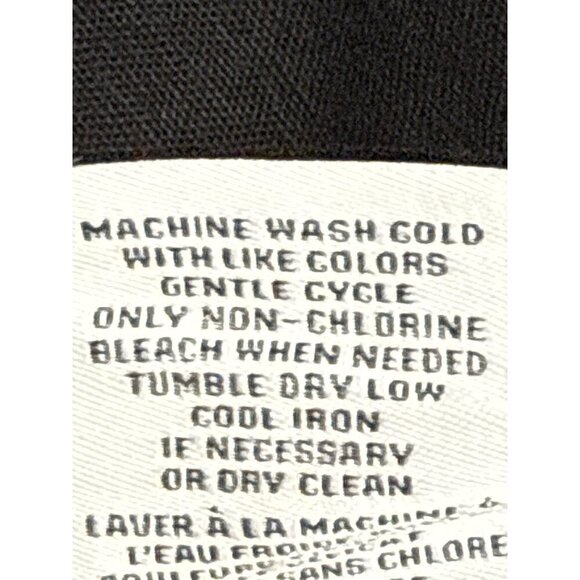 MACHINE WASH COLD
WITH LIKE COLORS
GENTLE CYCLE
ONLY NON-CHLORINE
BLEACH WHEN NEEDED
TUMBLE DRY LOW
COOL IRON
IF NECESSARY
OR DRY CLEAN
LAVER À LA MACHINE À
L'EAU
SANS CHLORE